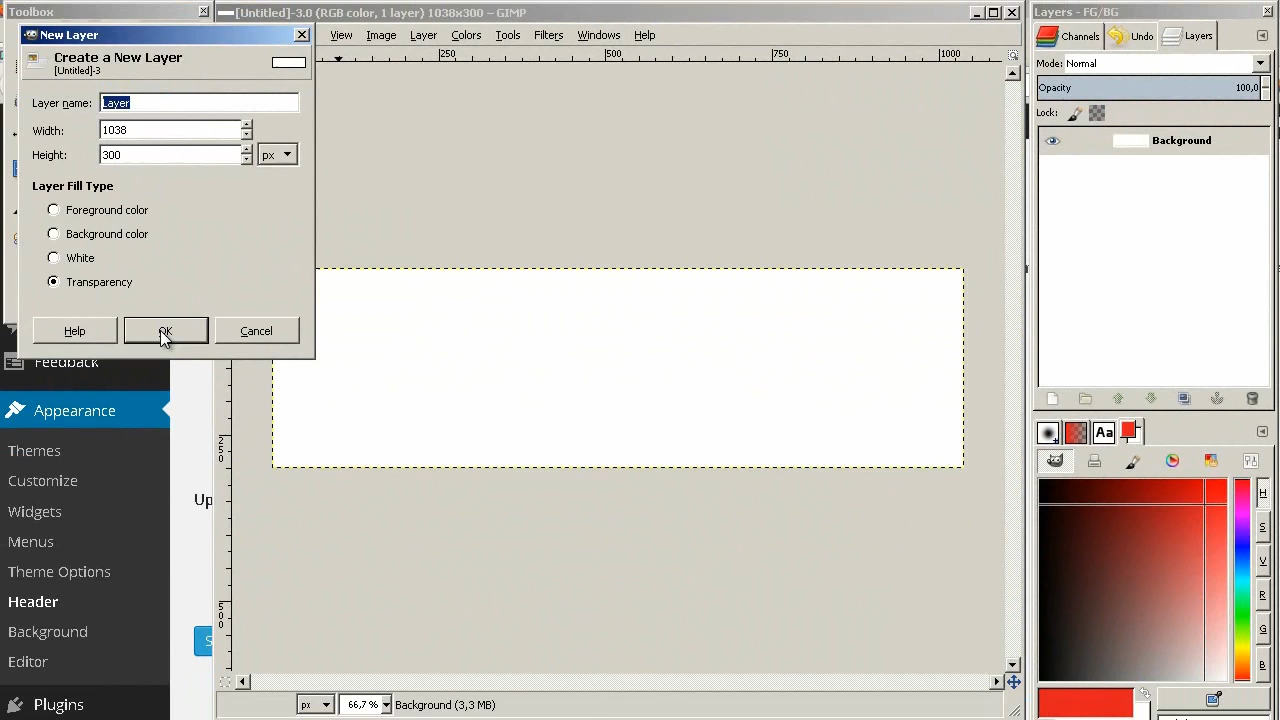 Toolbox
[Untitled]-3.0 (RGB color, 1 layer) 1038x300 – GIMP
Layers - FG/BG
New Layer
View Image Layer Colors Tools Filters Windows Help
Channels Undo Layers
Create a New Layer
[Untitled]-3
250 500 750 1000
Mode: Normal
Opacity 100,0
Layer name: Layer
Lock:
Width: 1038
Background
Height: 300 px
Layer Fill Type
Foreground color
Background color
White
Transparency
Help OK Cancel
Feedback
Appearance
Aa
250
Themes
H
Customize
Up
Widgets
S
Menus
V
Theme Options
R
Header
500
G
Background
S
Editor
B
px 66,7% Background (3,3 MB)
Plugins